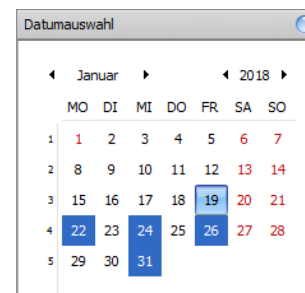 Datumauswahl
Januar 2018
MO DI MI DO FR SA SO
1 1 2 3 4 5 6 7
2 8 9 10 11 12 13 14
3 15 16 17 18 19 20 21
4 22 23 24 25 26 27 28
5 29 30 31